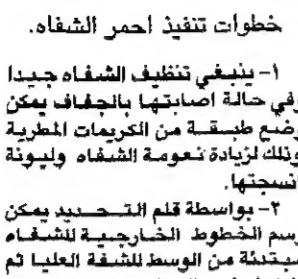 خطوات تنفيذ احمر الشفاه.
١- ينبغي تنظيف الشفاه جيدا
وفي حالة اصابتها بالجفاف يمكن
وضع طبقة من الكريمات المطرية
وذلك لزيادة نعومة الشفاه وليونة
انسجتها.
٢- بواسطة قلم التحديد يمكن
رسم الخطوط الخارجية للشفاه
مبتدئة من الوسط للشفة العليا ثم